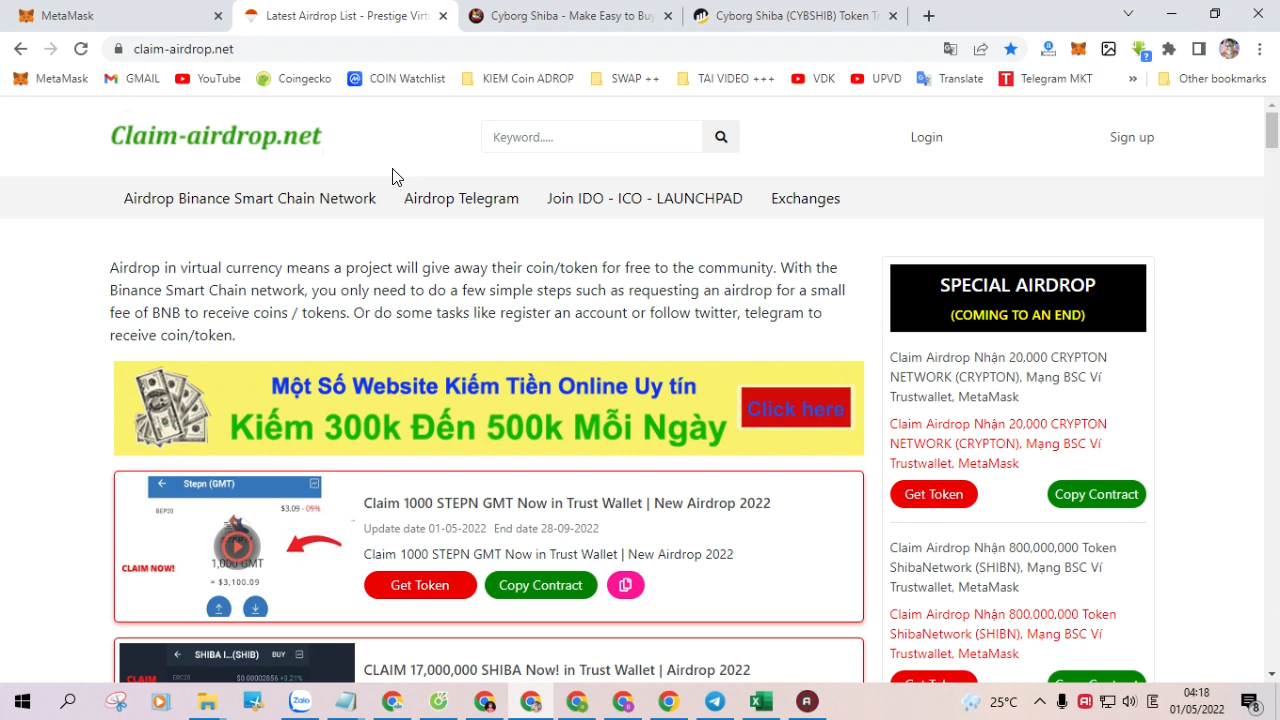 MetaMask
Latest Airdrop List - Prestige Virt
Cyborg Shiba - Make Easy to Buy
Cyborg Shiba (CYBSHIB) Token Tr
claim-airdrop.net
MetaMask
GMAIL
YouTube
Coingecko
COIN Watchlist
KIEM Coin ADROP
SWAP ++
TAI VIDEO +++
VDK
UPVD
Translate
Telegram MKT
Other bookmarks
Claim-airdrop.net
Keyword.....
Login
Sign up
Airdrop Binance Smart Chain Network
Airdrop Telegram
Join IDO - ICO - LAUNCHPAD
Exchanges
Airdrop in virtual currency means a project will give away their coin/token for free to the community. With the
Binance Smart Chain network, you only need to do a few simple steps such as requesting an airdrop for a small
fee of BNB to receive coins / tokens. Or do some tasks like register an account or follow twitter, telegram to
receive coin/token.
Một Số Website Kiếm Tiền Online Uy tín
Kiếm 300k Đến 500k Mỗi Ngày
Click here
Stepn (GMT)
BEP20
$3.09 - 09%
CLAIM NOW!
1,000 GMT
≈ $3,100.09
Claim 1000 STEPN GMT Now in Trust Wallet | New Airdrop 2022
Update date 01-05-2022 End date 28-09-2022
Claim 1000 STEPN GMT Now in Trust Wallet | New Airdrop 2022
Get Token
Copy Contract
SHIBA I...(SHIB)
BUY
ERC20
$0.00002856 +3.21%
CLAIM
CLAIM 17,000,000 SHIBA Now! in Trust Wallet | Airdrop 2022
SPECIAL AIRDROP
(COMING TO AN END)
Claim Airdrop Nhận 20,000 CRYPTON
NETWORK (CRYPTON), Mạng BSC Ví
Trustwallet, MetaMask
Claim Airdrop Nhận 20,000 CRYPTON
NETWORK (CRYPTON), Mạng BSC Ví
Trustwallet, MetaMask
Get Token
Copy Contract
Claim Airdrop Nhận 800,000,000 Token
ShibaNetwork (SHIBN), Mạng BSC Ví
Trustwallet, MetaMask
Claim Airdrop Nhận 800,000,000 Token
ShibaNetwork (SHIBN), Mạng BSC Ví
Trustwallet, MetaMask
Zalo
25°C
04:18
01/05/2022
8